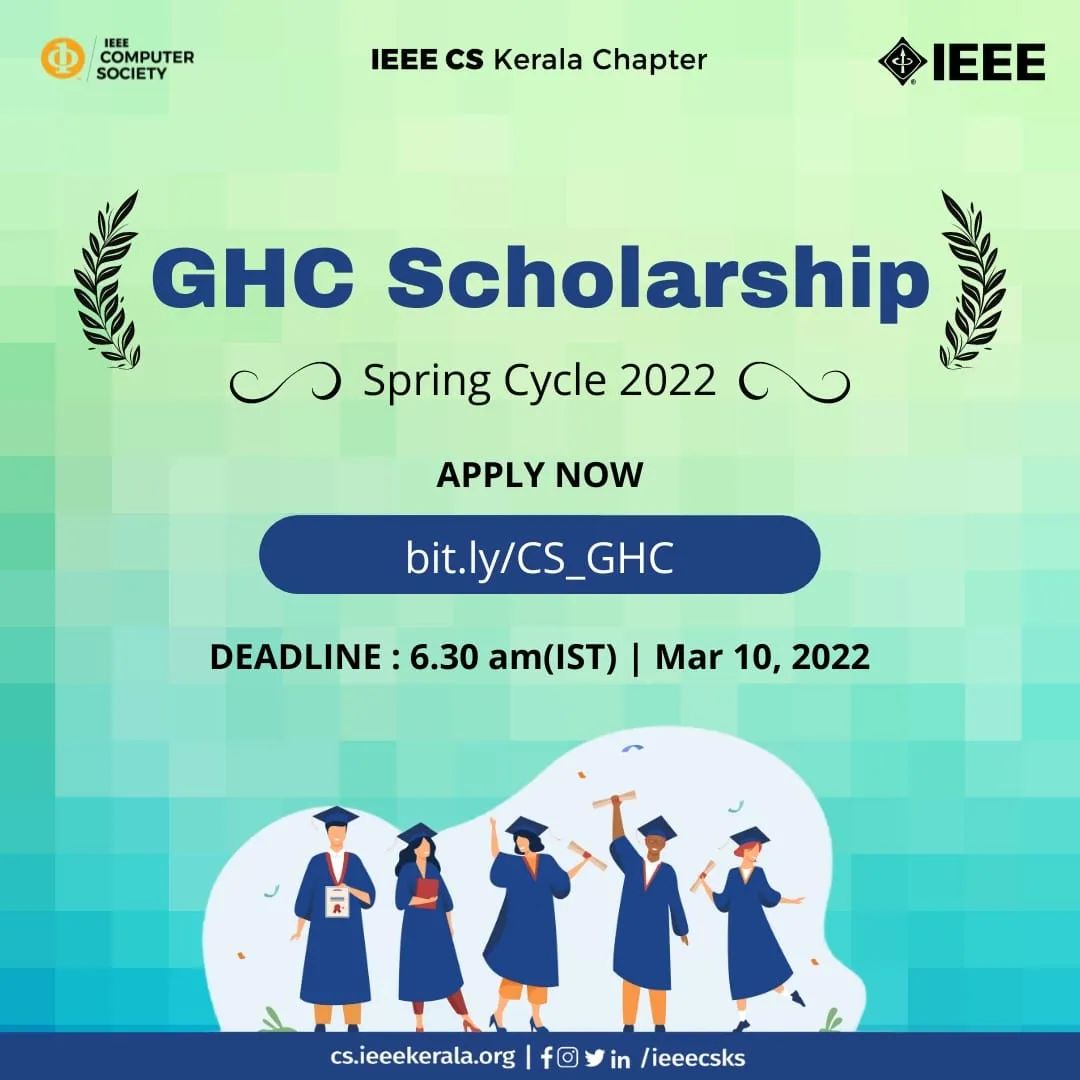 IEEE
COMPUTER
SOCIETY
IEEE CS Kerala Chapter
IEEE
GHC Scholarship
Spring Cycle 2022
APPLY NOW
bit.ly/CS_GHC
DEADLINE : 6.30 am(IST) | Mar 10, 2022
cs.ieeekerala.org | /ieeecsks